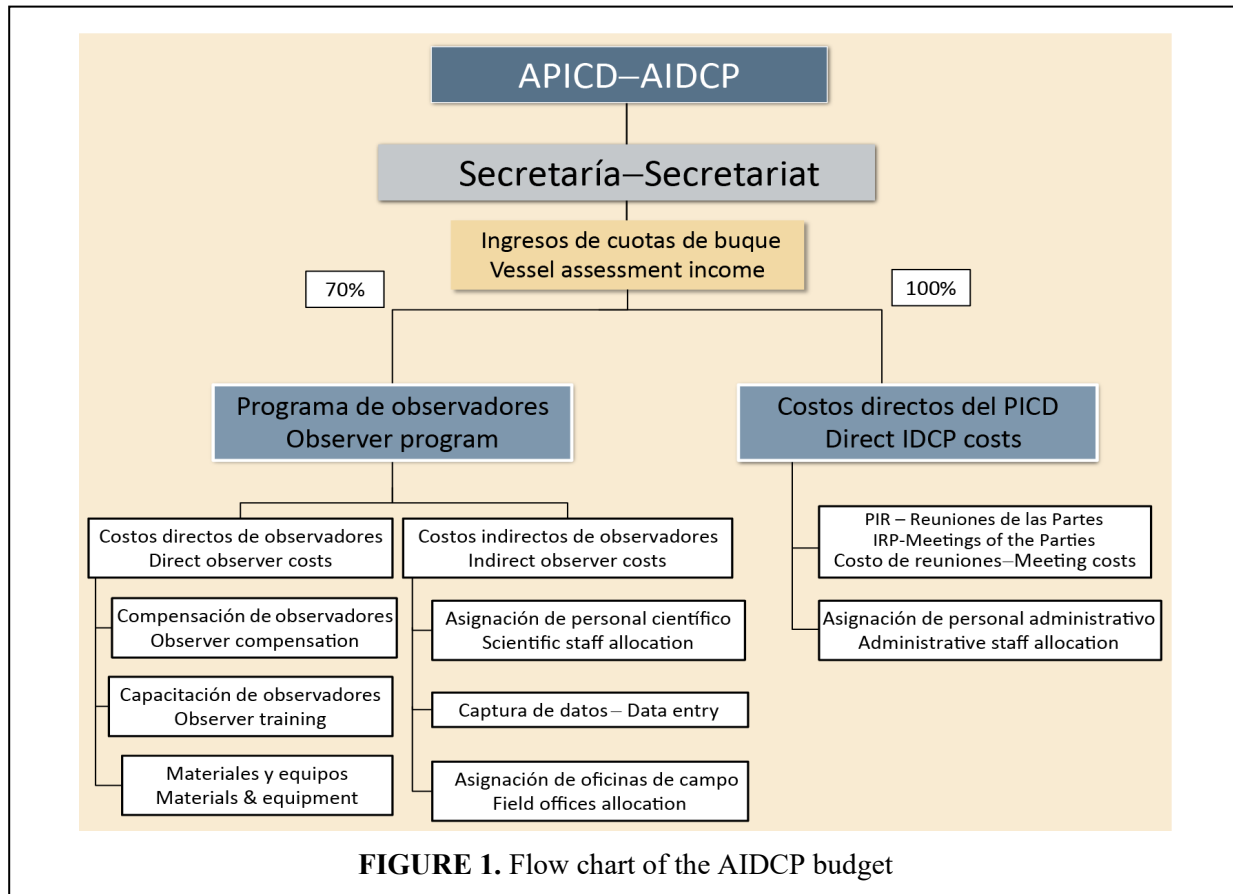 APICD–AIDCP
Secretaría–Secretariat
Ingresos de cuotas de buque
Vessel assessment income
70%
100%
Programa de observadores
Observer program
Costos directos del PICD
Direct IDCP costs
Costos directos de observadores
Direct observer costs
Costos indirectos de observadores
Indirect observer costs
PIR – Reuniones de las Partes
IRP-Meetings of the Parties
Costo de reuniones–Meeting costs
Compensación de observadores
Observer compensation
Asignación de personal científico
Scientific staff allocation
Asignación de personal administrativo
Administrative staff allocation
Capacitación de observadores
Observer training
Captura de datos – Data entry
Materiales y equipos
Materials & equipment
Asignación de oficinas de campo
Field offices allocation
FIGURE 1. Flow chart of the AIDCP budget